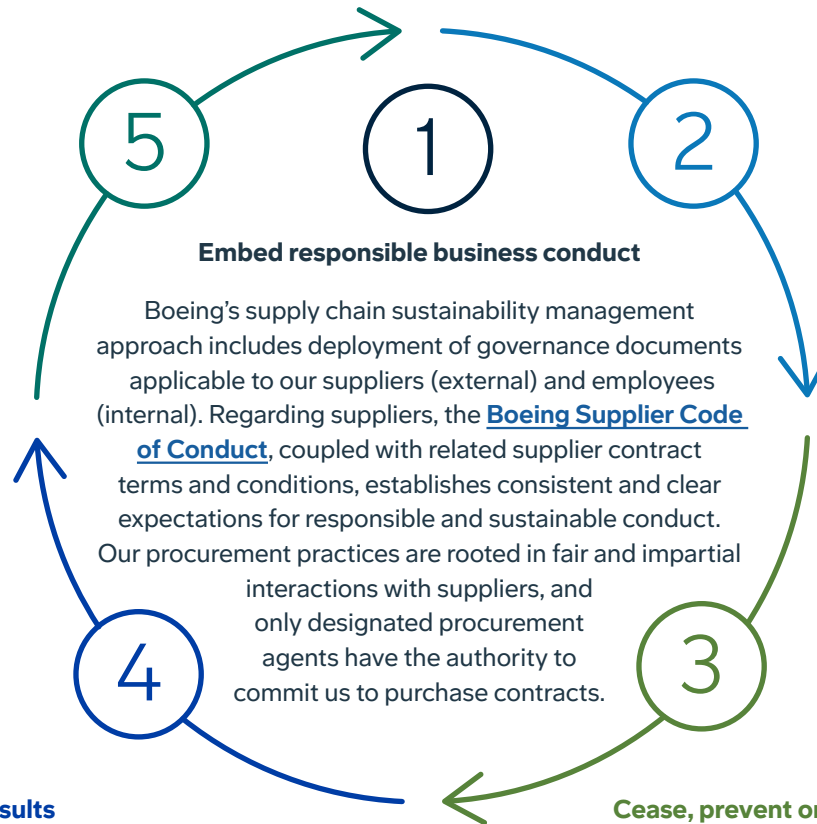 5
1
2
Embed responsible business conduct
Boeing’s supply chain sustainability management
approach includes deployment of governance documents
applicable to our suppliers (external) and employees
(internal). Regarding suppliers, the Boeing Supplier Code
of Conduct, coupled with related supplier contract
terms and conditions, establishes consistent and clear
expectations for responsible and sustainable conduct.
Our procurement practices are rooted in fair and impartial
interactions with suppliers, and
only designated procurement
agents have the authority to
commit us to purchase contracts.
4
3
Cease, prevent or